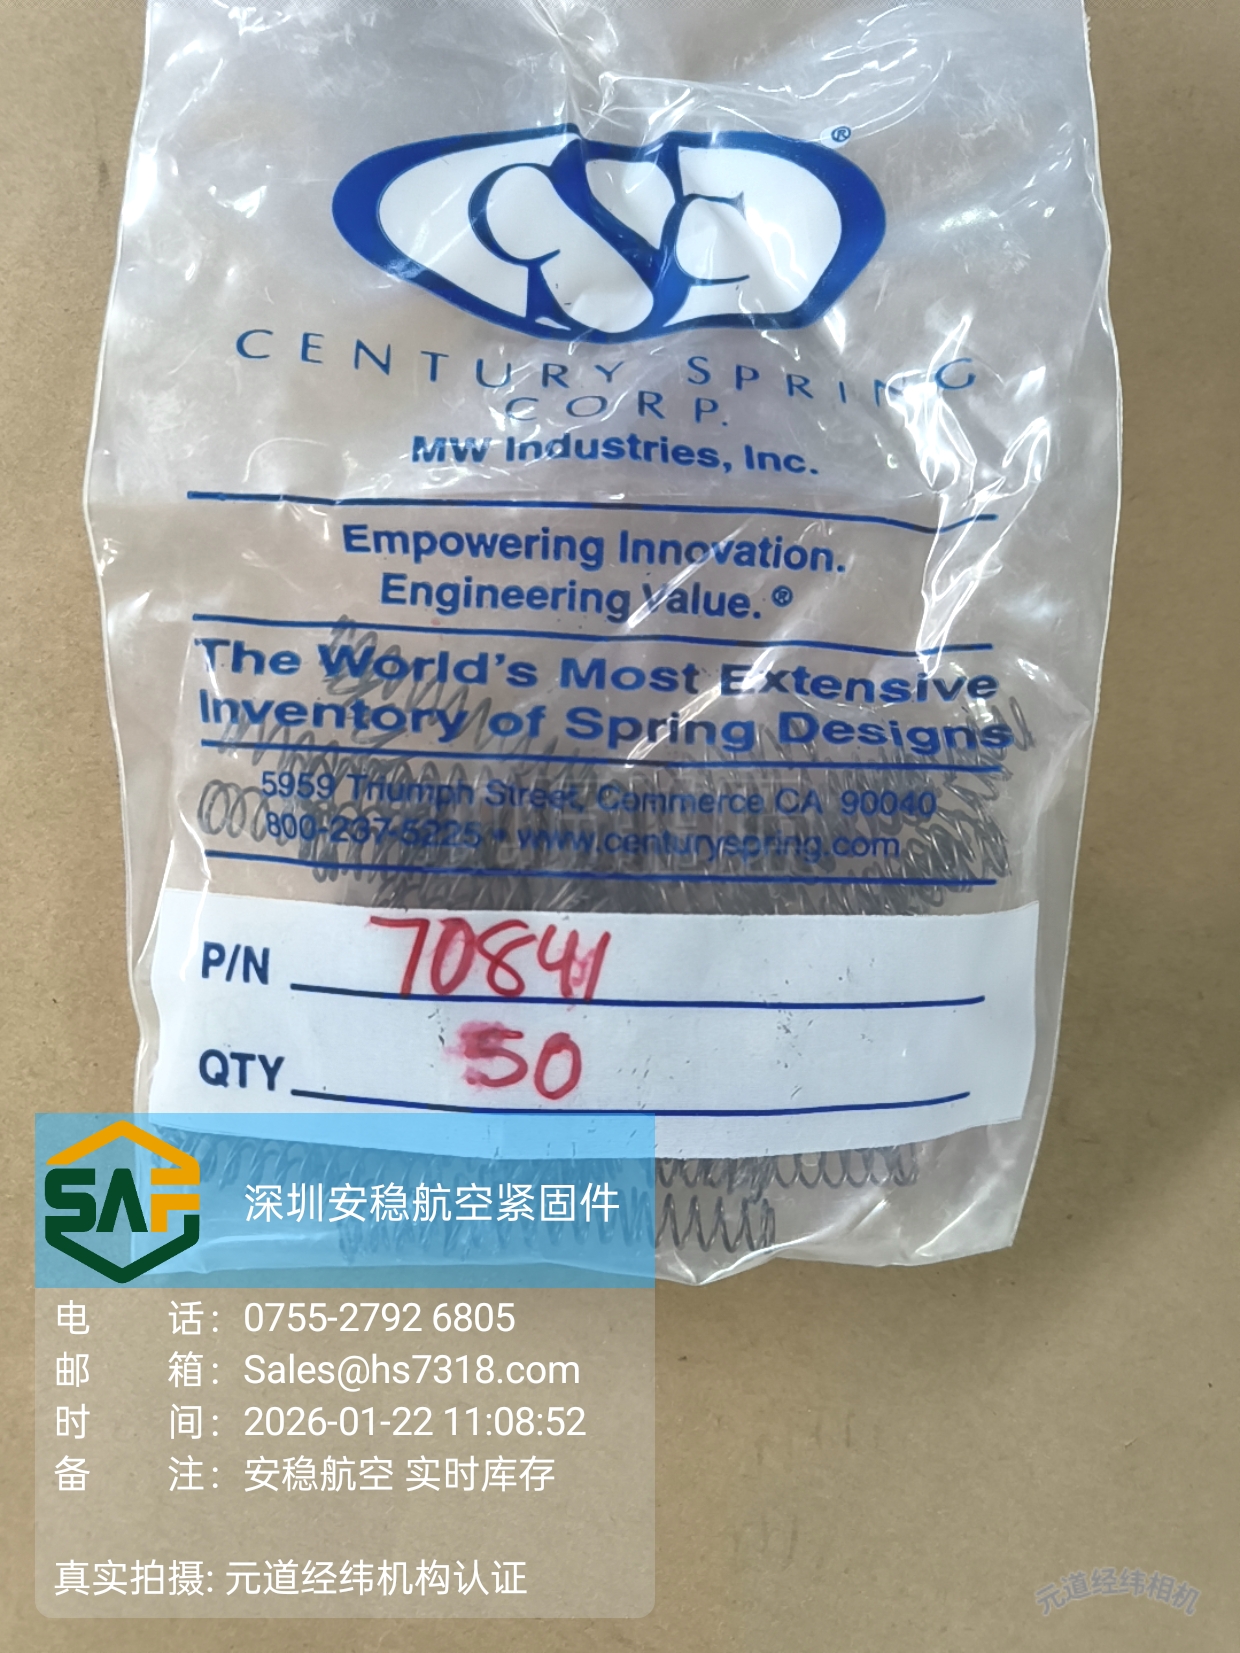 CSC®
CENTURY SPRING
CORP.
MW Industries, Inc.
Empowering Innovation.
Engineering Value.®
The World's Most Extensive
Inventory of Spring Designs
5959 Triumph Street, Commerce CA 90040
800-237-5225 • www.centuryspring.com
P/N 70841
QTY 50
SAF
深圳安稳航空紧固件
电 话: 0755-2792 6805
邮 箱: Sales@hs7318.com
时 间: 2026-01-22 11:08:52
备 注: 安稳航空 实时库存
真实拍摄: 元道经纬机构认证
元道经纬相机